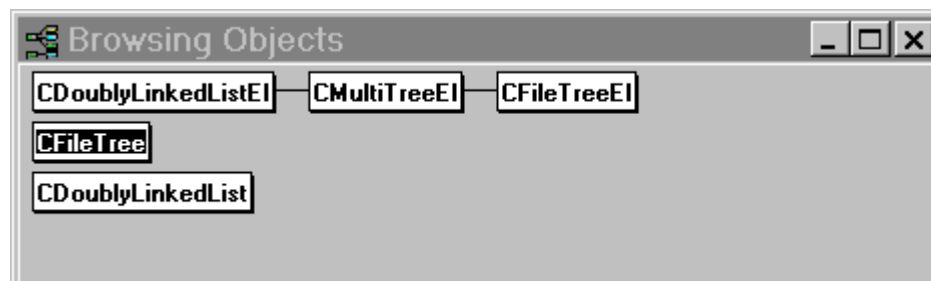 Browsing Objects
CDoublyLinkedListEl CMultiTreeEl CFileTreeEl
CFileTree
CDoublyLinkedList